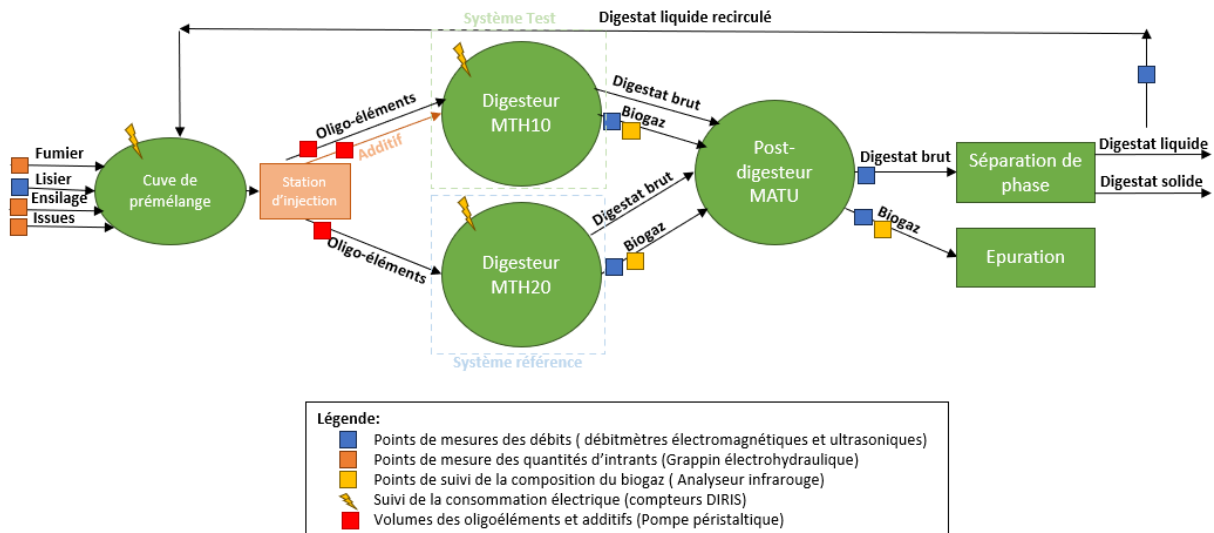 Système Test
Digestat liquide recirculé
Fumier
Lisier
Ensilage
Issues
Cuve de
prémélange
Station
d'injection
Oligo-éléments
Additif
Oligo-éléments
Digesteur
MTH10
Digesteur
MTH20
Système référence
Digestat brut
Biogaz
Digestat brut
Biogaz
Post-
digesteur
MATU
Digestat brut
Biogaz
Séparation de
phase
Epuration
Digestat liquide
Digestat solide
Légende:
Points de mesures des débits ( débitmètres électromagnétiques et ultrasoniques)
Points de mesure des quantités d'intrants (Grappin électrohydraulique)
Points de suivi de la composition du biogaz ( Analyseur infrarouge)
Suivi de la consommation électrique (compteurs DIRIS)
Volumes des oligoéléments et additifs (Pompe péristaltique)